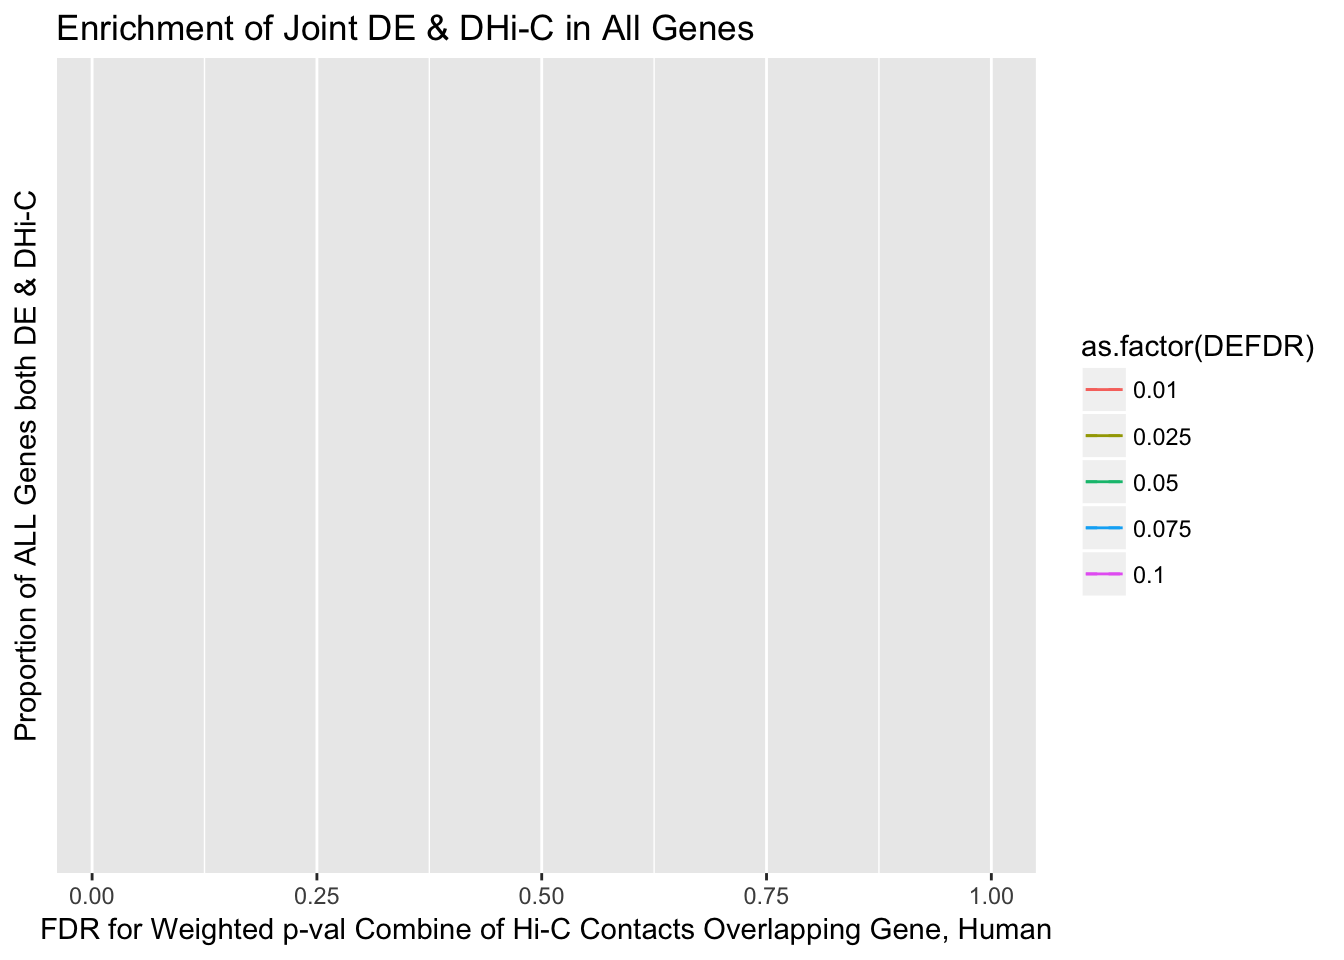 Enrichment of Joint DE & DHi-C in All Genes
Proportion of ALL Genes both DE & DHi-C
0.00
0.25
0.50
0.75
1.00
FDR for Weighted p-val Combine of Hi-C Contacts Overlapping Gene, Human
as.factor(DEFDR)
0.01
0.025
0.05
0.075
0.1